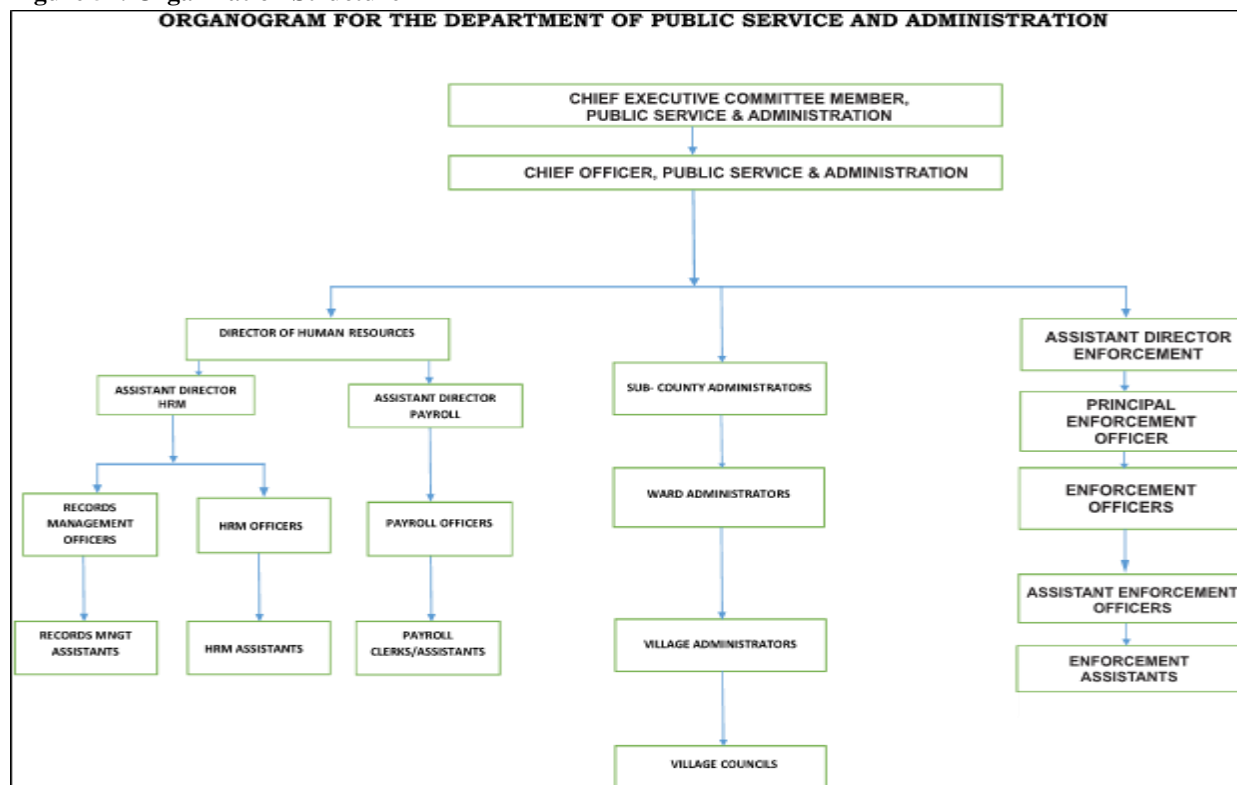 ORGANOGRAM FOR THE DEPARTMENT OF PUBLIC SERVICE AND ADMINISTRATION
CHIEF EXECUTIVE COMMITTEE MEMBER,
PUBLIC SERVICE & ADMINISTRATION
CHIEF OFFICER, PUBLIC SERVICE & ADMINISTRATION
DIRECTOR OF HUMAN RESOURCES
ASSISTANT DIRECTOR
HRM
ASSISTANT DIRECTOR
PAYROLL
SUB- COUNTY ADMINISTRATORS
ASSISTANT DIRECTOR
ENFORCEMENT
PRINCIPAL
ENFORCEMENT
OFFICER
RECORDS
MANAGEMENT
OFFICERS
HRM OFFICERS
PAYROLL OFFICERS
WARD ADMINISTRATORS
ENFORCEMENT
OFFICERS
ASSISTANT ENFORCEMENT
OFFICERS
RECORDS MNGT
ASSISTANTS
HRM ASSISTANTS
PAYROLL
CLERKS/ASSISTANTS
VILLAGE ADMINISTRATORS
ENFORCEMENT
ASSISTANTS
VILLAGE COUNCILS